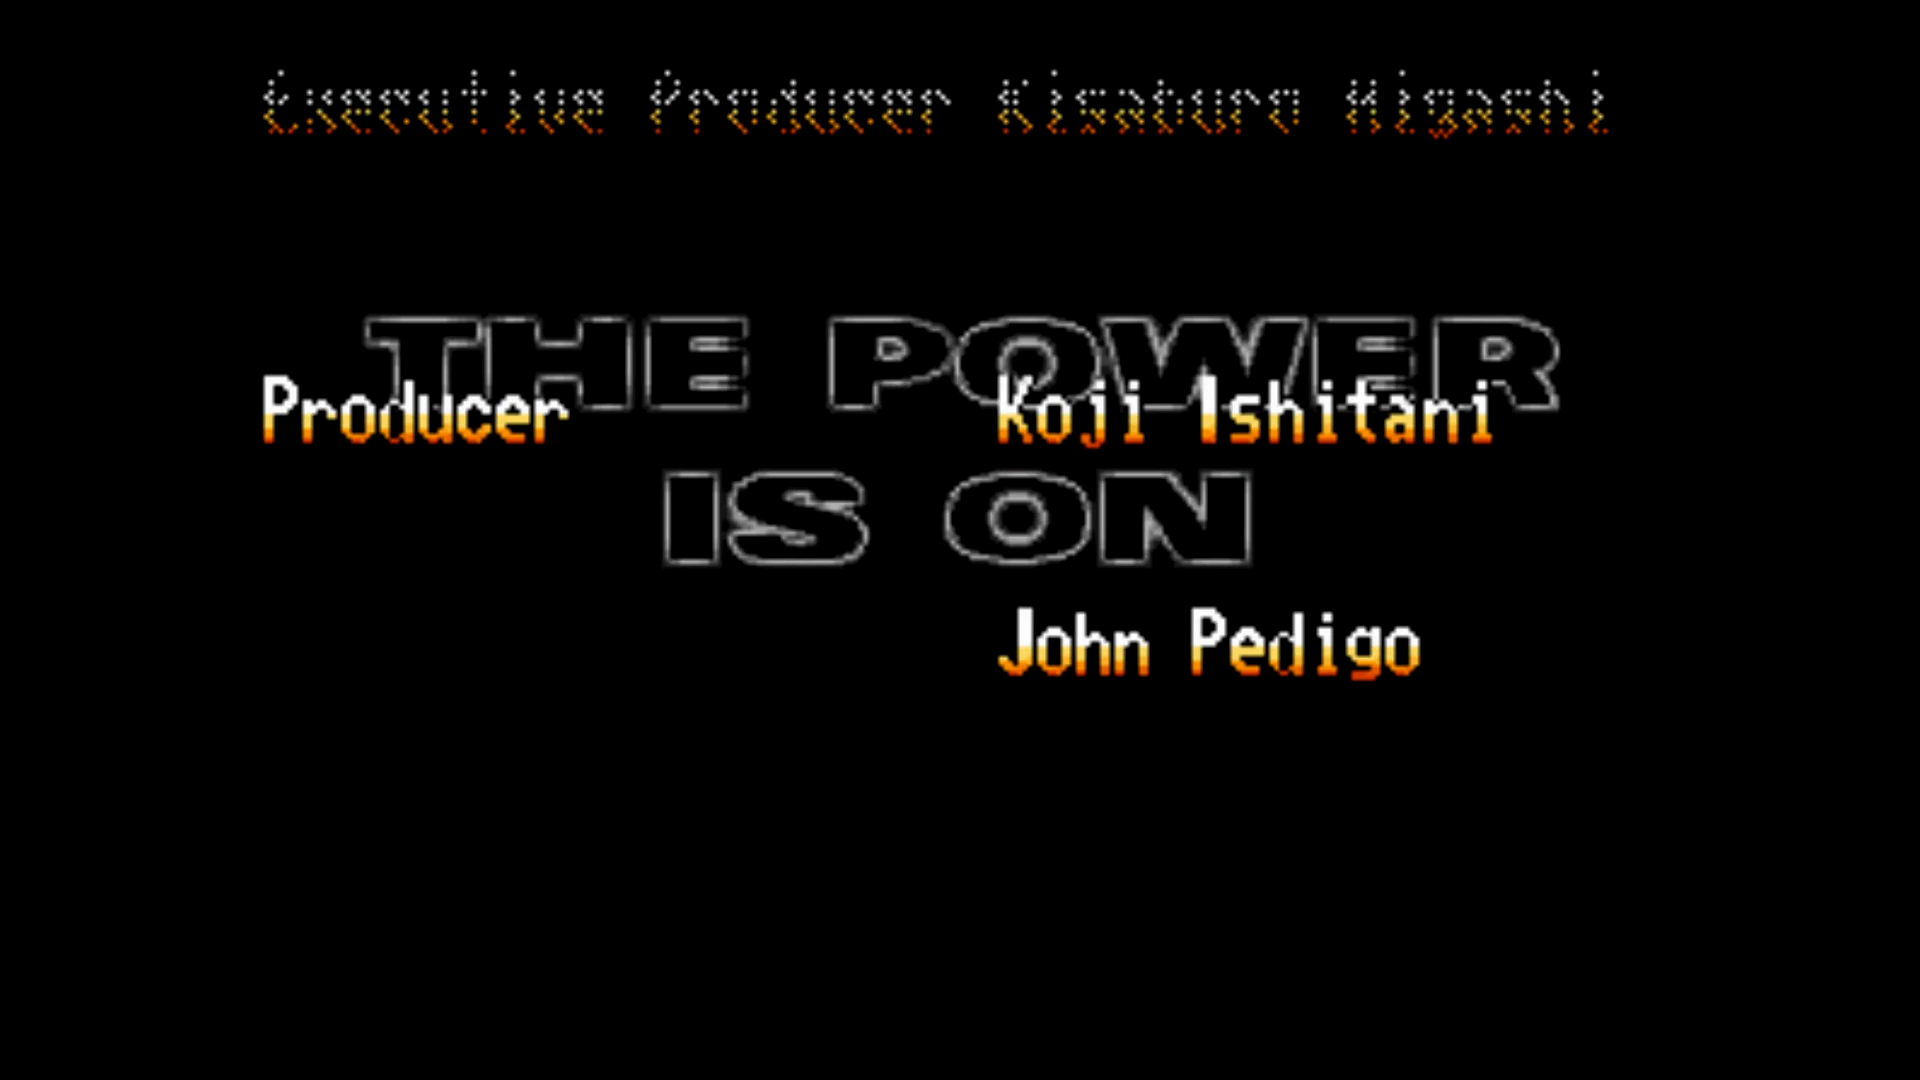 Executive Producer Kisaburo Higashi
THE POWER
Producer Koji Ishitani
IS ON
John Pedigo